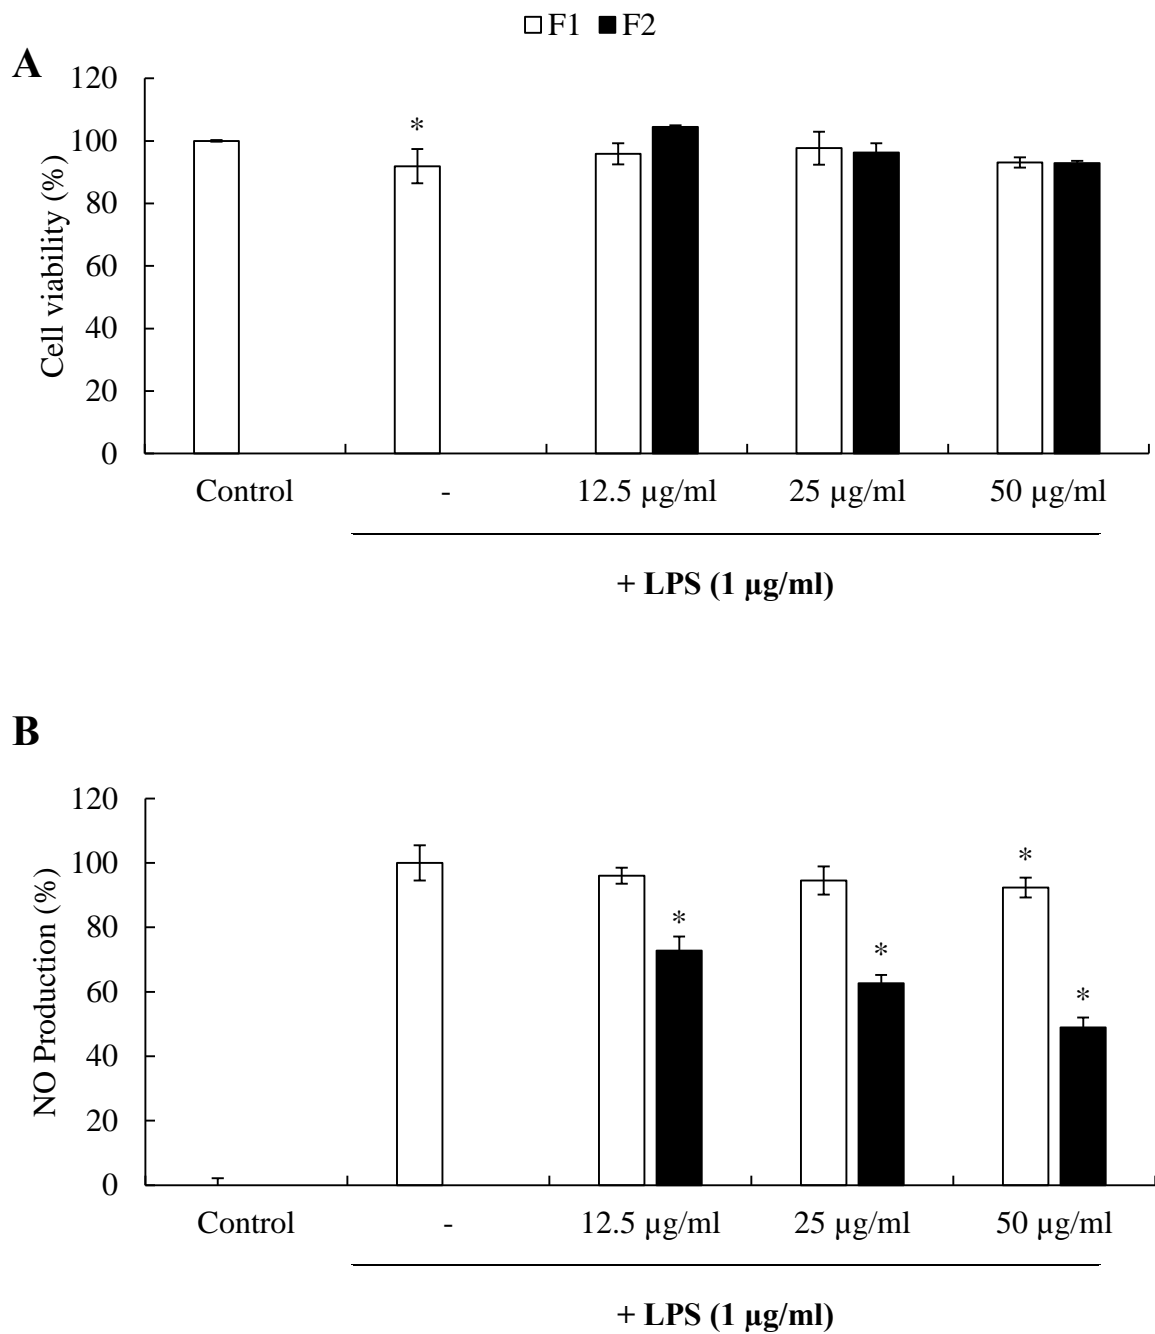 F1 F2
A
120
100
80
60
40
20
0
Cell viability (%)
*
Control - 12.5 µg/ml 25 µg/ml 50 µg/ml
+ LPS (1 µg/ml)
B
120
100
80
60
40
20
0
NO Production (%)
*
*
*
*
Control - 12.5 µg/ml 25 µg/ml 50 µg/ml
+ LPS (1 µg/ml)